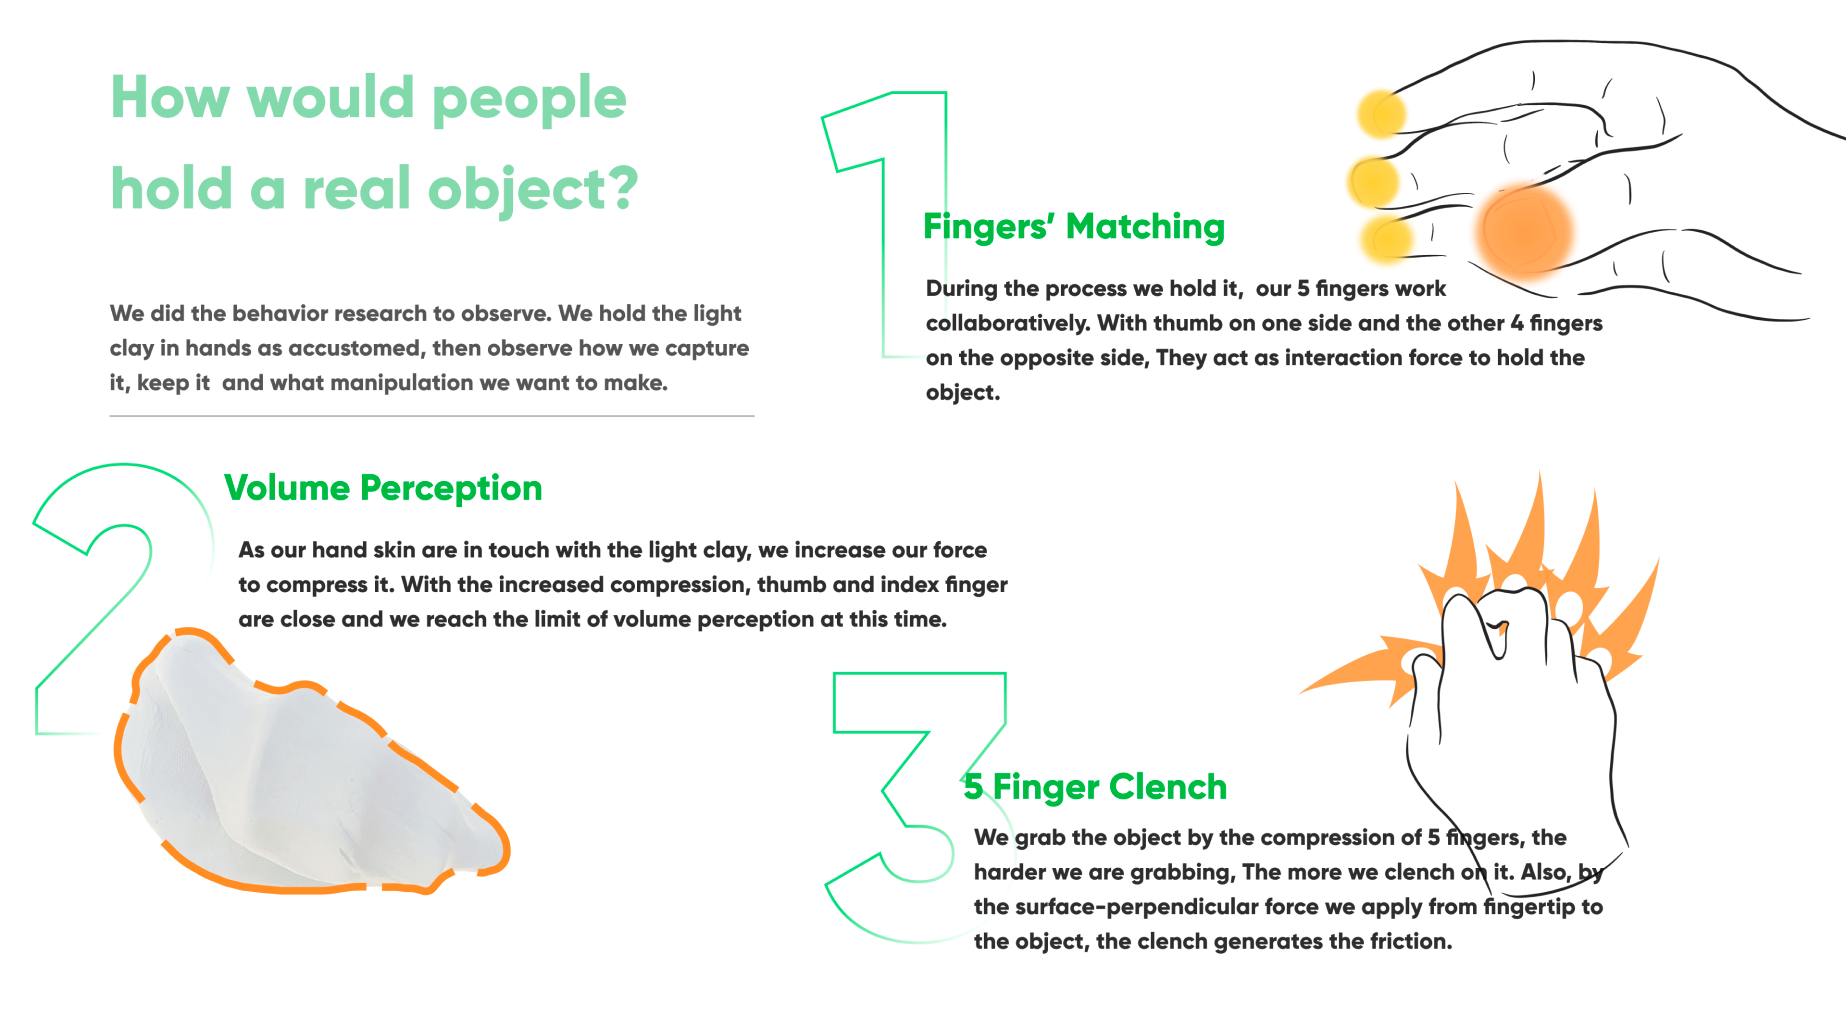 How would people
hold a real object?
We did the behavior research to observe. We hold the light
clay in hands as accustomed, then observe how we capture
it, keep it  and what manipulation we want to make.
1
Fingers’ Matching
During the process we hold it,  our 5 fingers work
collaboratively. With thumb on one side and the other 4 fingers
on the opposite side, They act as interaction force to hold the
object.
2
Volume Perception
As our hand skin are in touch with the light clay, we increase our force
to compress it. With the increased compression, thumb and index finger
are close and we reach the limit of volume perception at this time.
3
5 Finger Clench
We grab the object by the compression of 5 fingers, the
harder we are grabbing, The more we clench on it. Also, by
the surface-perpendicular force we apply from fingertip to
the object, the clench generates the friction.